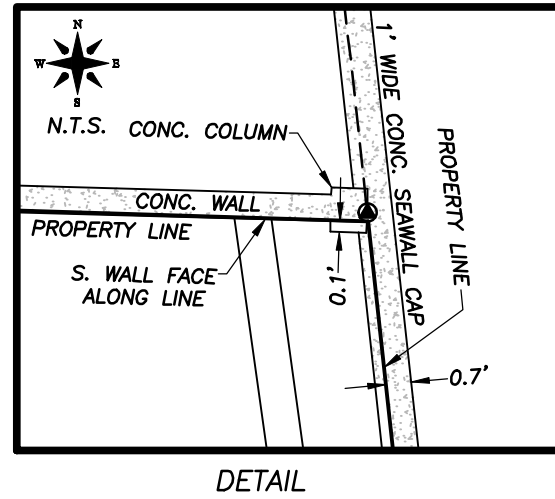 N
W E
S
N.T.S.
CONC. COLUMN
1' WIDE CONC. SEAWALL CAP
PROPERTY LINE
CONC. WALL
PROPERTY LINE
S. WALL FACE
ALONG LINE
0.1'
0.7'
DETAIL